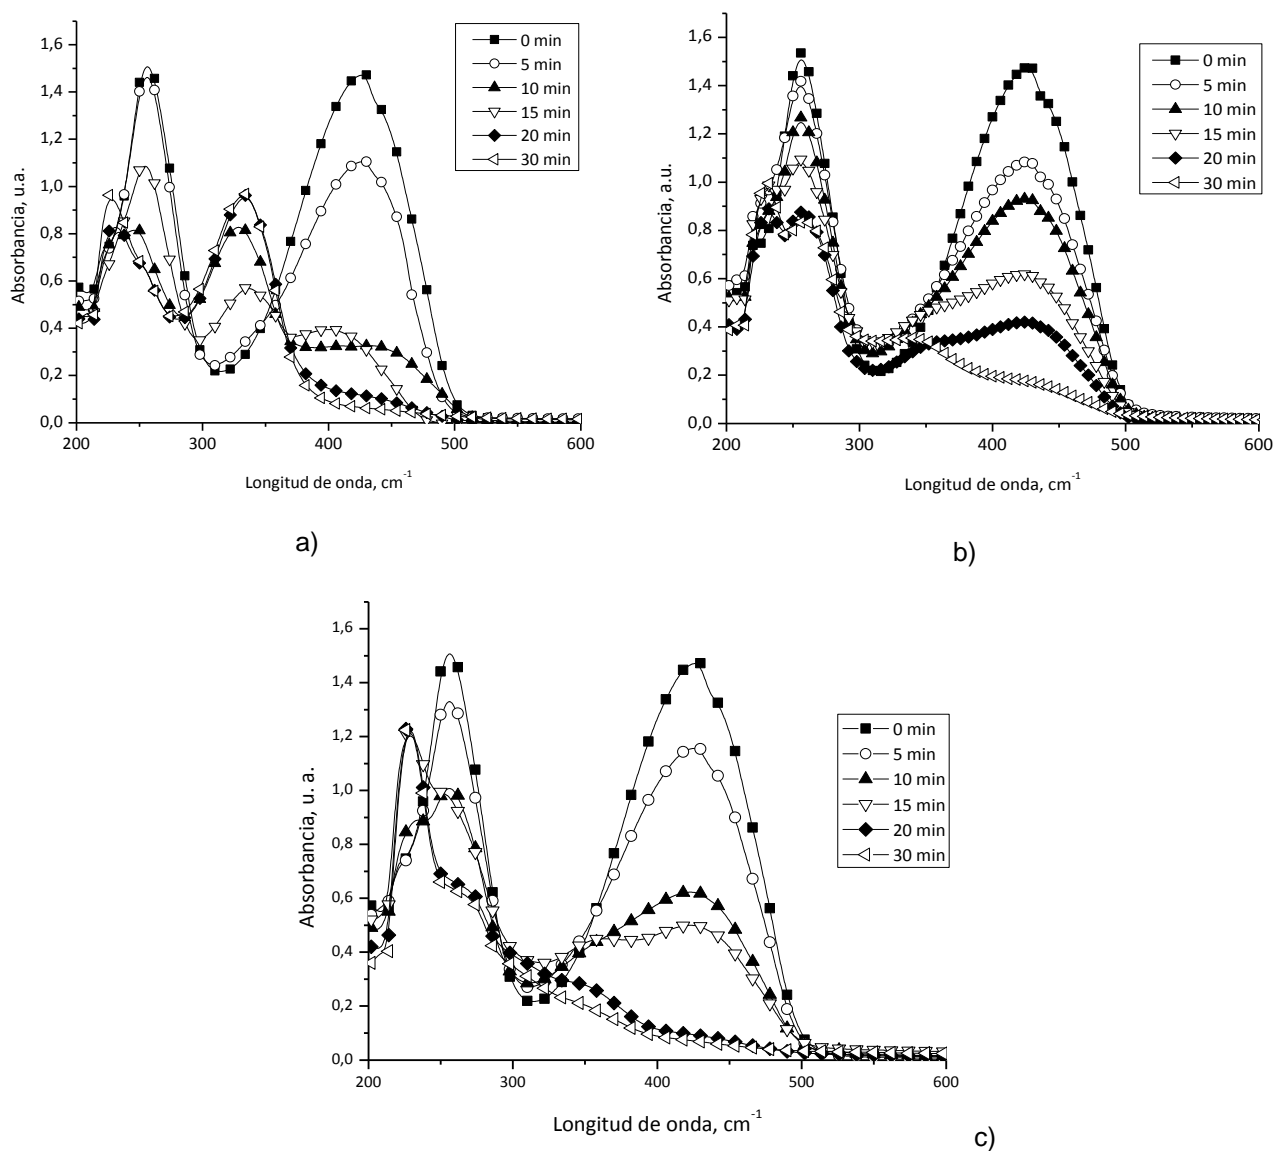 1,6
1,4
1,2
1,0
0,8
0,6
0,4
0,2
0,0
Absorbancia, u.a.
200
300
400
500
600
Longitud de onda, cm-1
0 min
5 min
10 min
15 min
20 min
30 min
a)
1,6
1,4
1,2
1,0
0,8
0,6
0,4
0,2
0,0
Absorbancia, a.u.
200
300
400
500
600
Longitud de onda, cm-1
0 min
5 min
10 min
15 min
20 min
30 min
b)
1,6
1,4
1,2
1,0
0,8
0,6
0,4
0,2
0,0
Absorbancia, u. a.
200
300
400
500
600
Longitud de onda, cm-1
0 min
5 min
10 min
15 min
20 min
30 min
c)